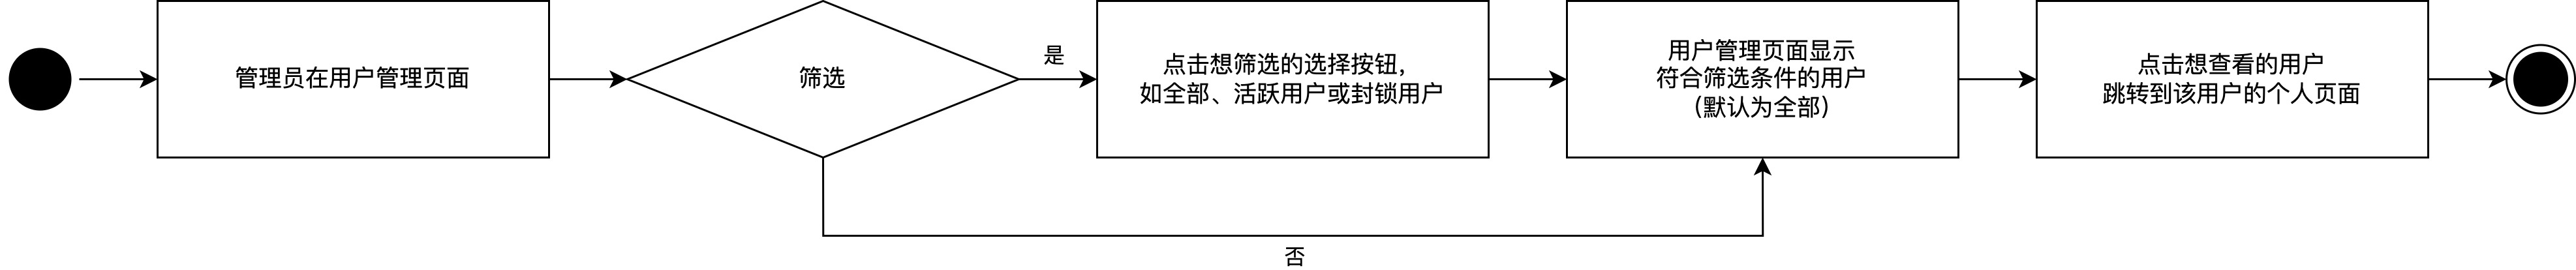 管理员在用户管理页面
筛选
是
点击想筛选的选择按钮，
如全部、活跃用户或封锁用户
用户管理页面显示
符合筛选条件的用户
（默认为全部）
点击想查看的用户
跳转到该用户的个人页面
否